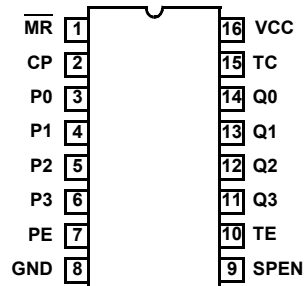 M̅R̅ 1 16 VCC
CP 2 15 TC
P0 3 14 Q0
P1 4 13 Q1
P2 5 12 Q2
P3 6 11 Q3
PE 7 10 TE
GND 8 9 SPEN